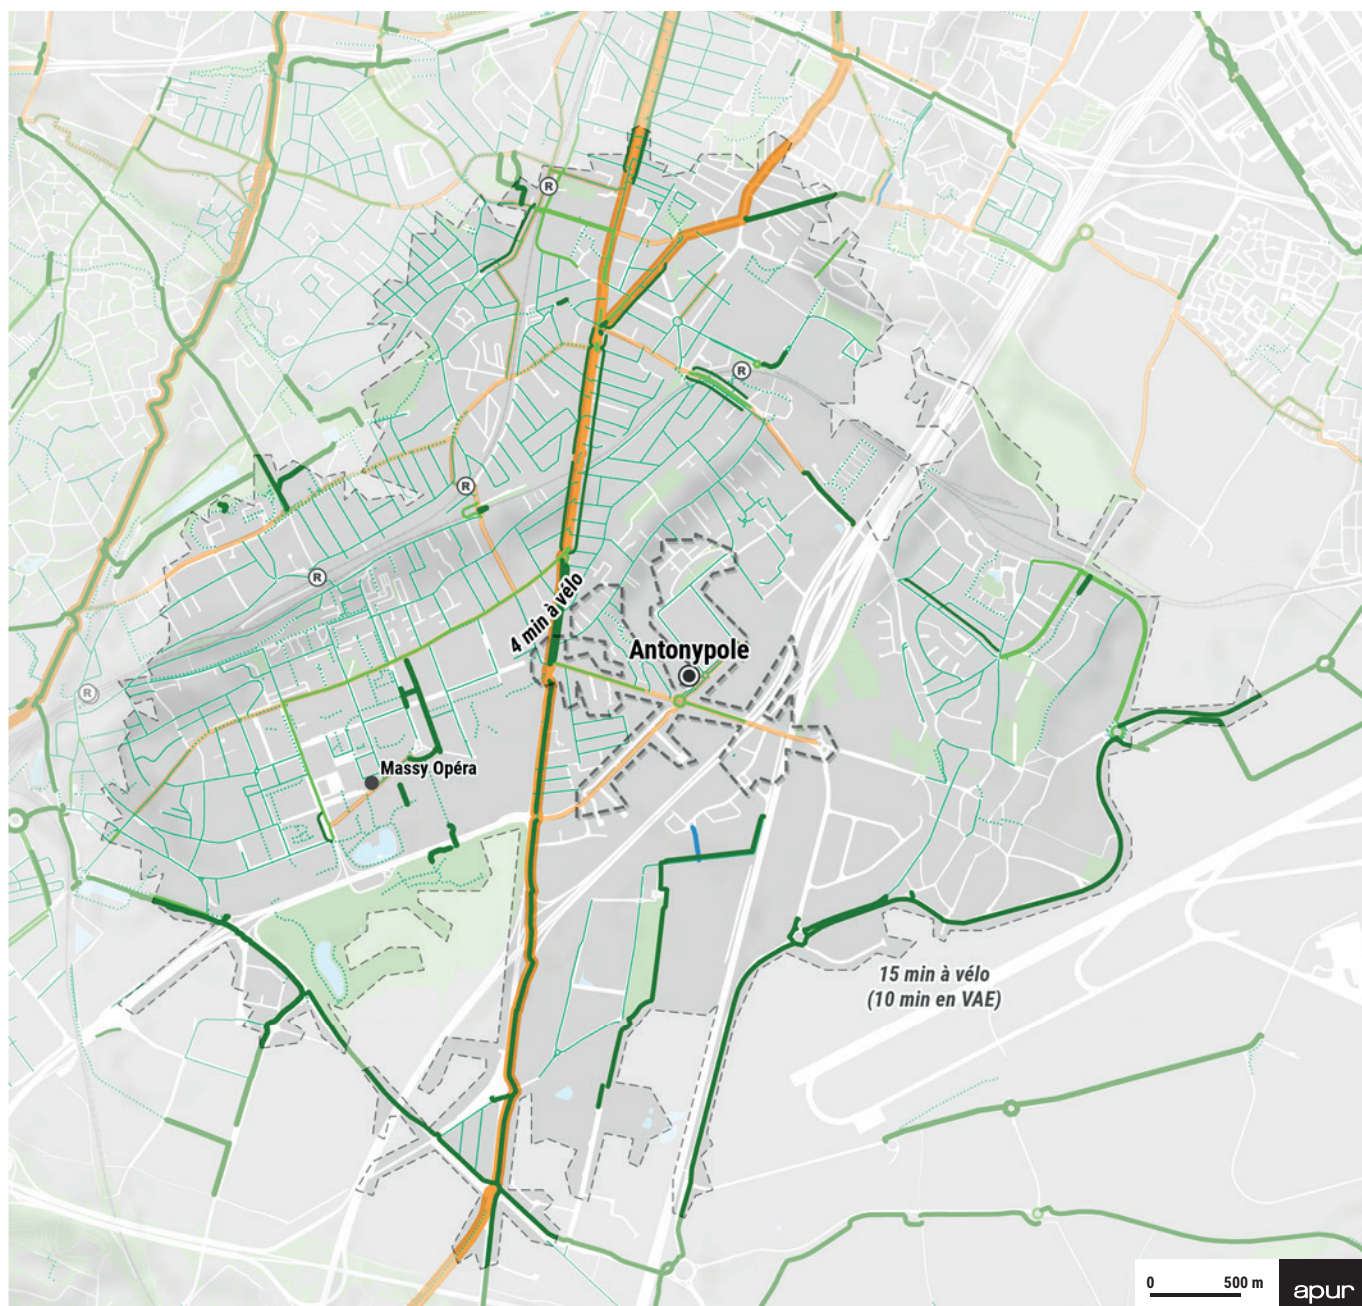 R
R
R
4 min à vélo
R
Antonypole
R
Massy Opéra
15 min à vélo
(10 min en VAE)
0 500 m
apur